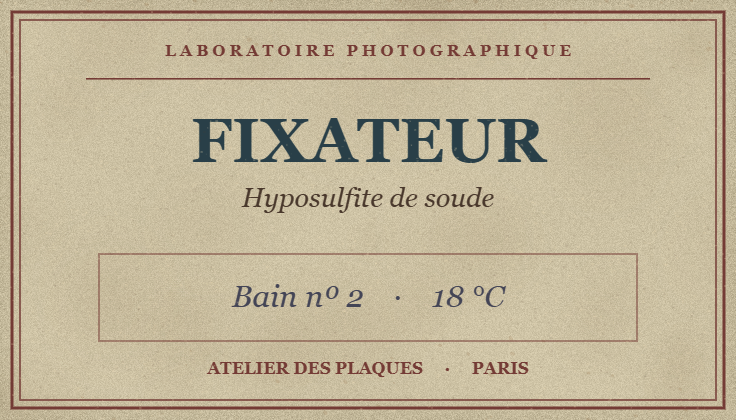 LABORATOIRE PHOTOGRAPHIQUE
FIXATEUR
Hyposulfite de soude
Bain nº 2 · 18 °C
ATELIER DES PLAQUES · PARIS